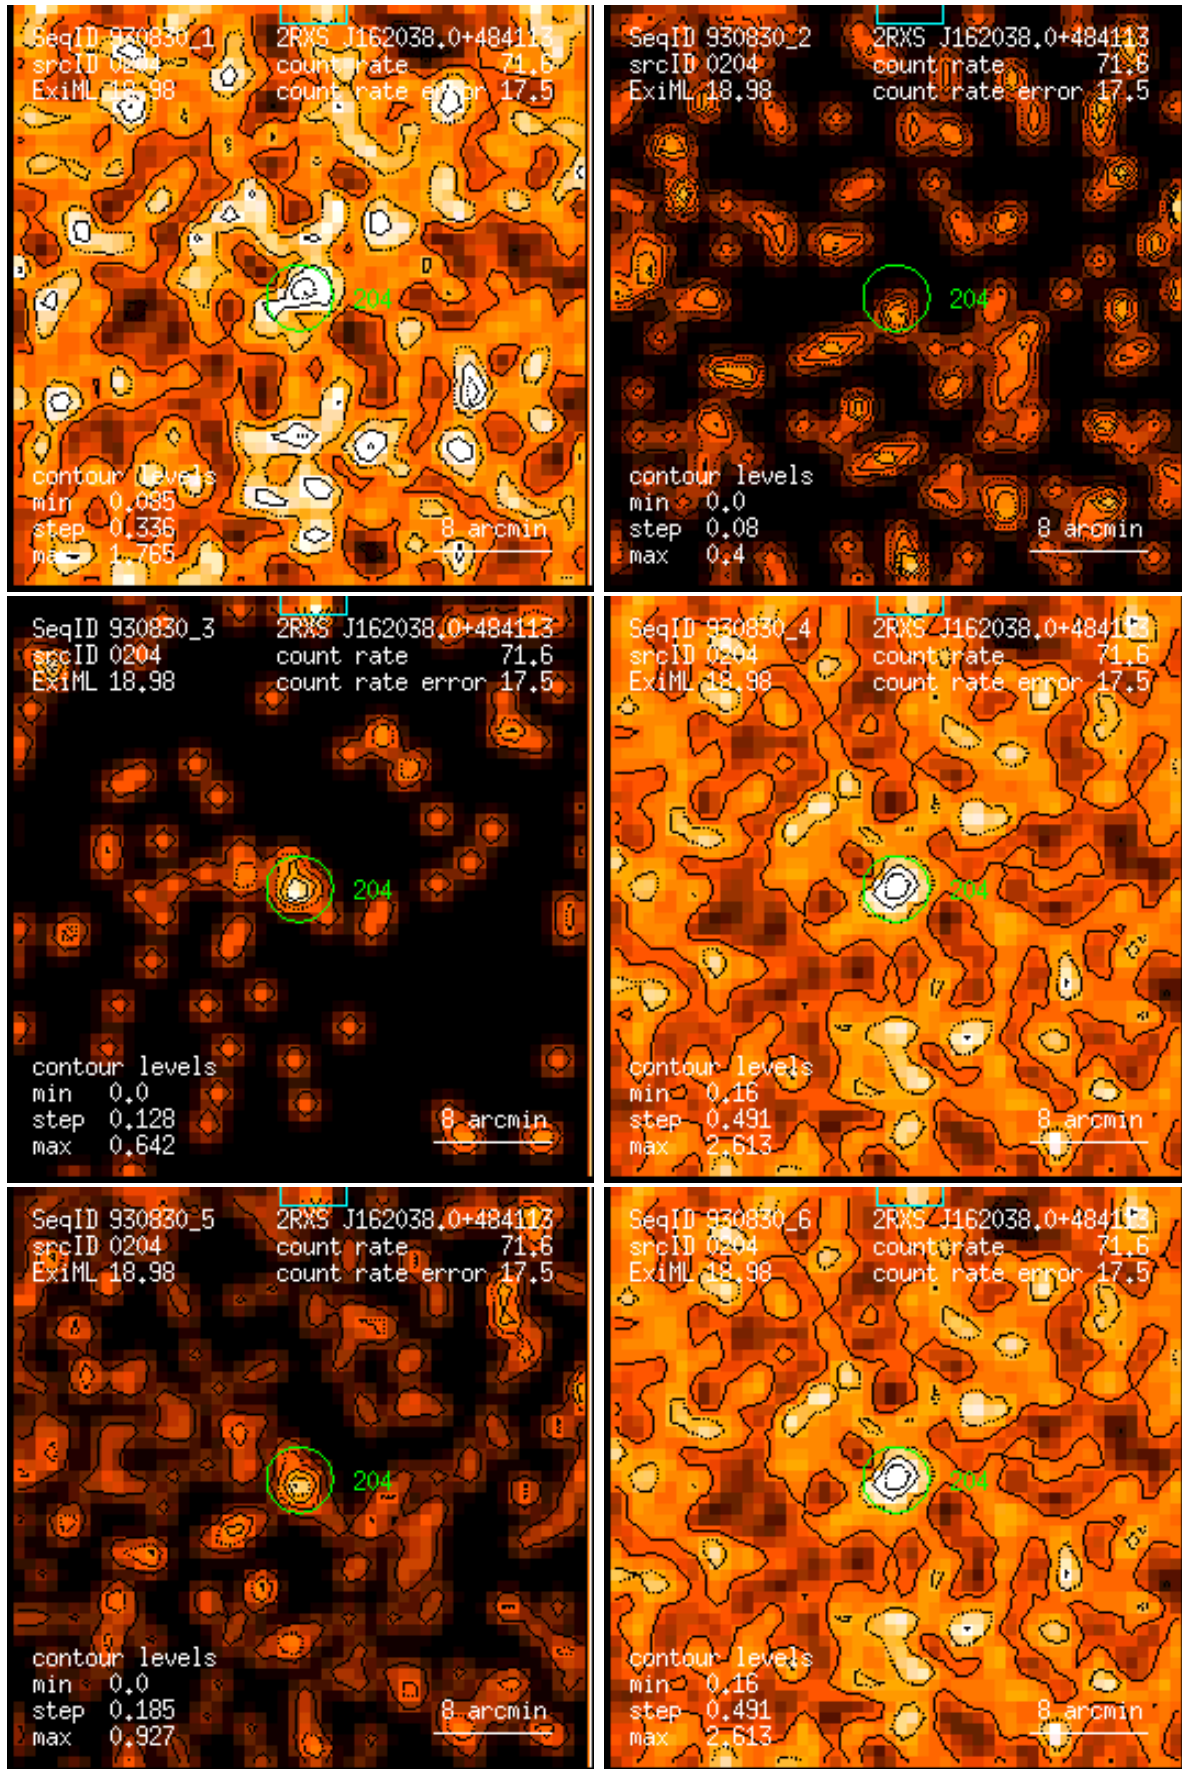 SeqID 930830_1 2RXS J162038.0+484113
srcID 0204 count rate 71.6
ExiML 18.98 count rate error 17.5
204
contour levels
min 0.085
step 0.336
max 1.765
8 arcmin
SeqID 930830_2 2RXS J162038.0+484113
srcID 0204 count rate 71.6
ExiML 18.98 count rate error 17.5
204
contour levels
min 0.0
step 0.08
max 0.4
8 arcmin
SeqID 930830_3 2RXS J162038.0+484113
srcID 0204 count rate 71.6
ExiML 18.98 count rate error 17.5
204
contour levels
min 0.0
step 0.128
max 0.642
8 arcmin
SeqID 930830_4 2RXS J162038.0+484113
srcID 0204 count rate 71.6
ExiML 18.98 count rate error 17.5
204
contour levels
min 0.16
step 0.491
max 2.613
8 arcmin
SeqID 930830_5 2RXS J162038.0+484113
srcID 0204 count rate 71.6
ExiML 18.98 count rate error 17.5
204
contour levels
min 0.0
step 0.185
max 0.927
8 arcmin
SeqID 930830_6 2RXS J162038.0+484113
srcID 0204 count rate 71.6
ExiML 18.98 count rate error 17.5
204
contour levels
min 0.16
step 0.491
max 2.613
8 arcmin